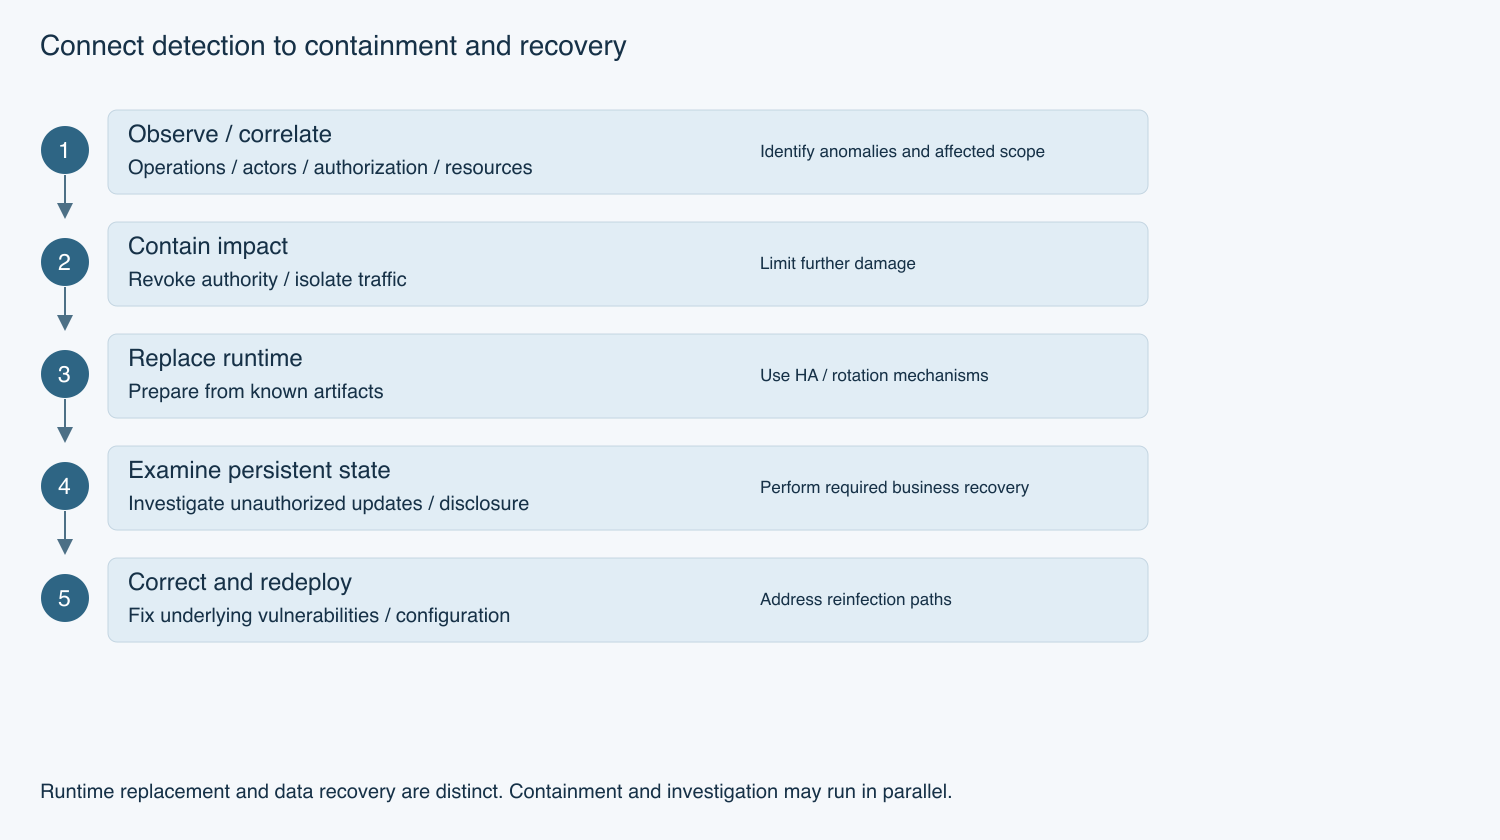 Connect detection to containment and recovery
1
Observe / correlate
Operations / actors / authorization / resources
Identify anomalies and affected scope
2
Contain impact
Revoke authority / isolate traffic
Limit further damage
3
Replace runtime
Prepare from known artifacts
Use HA / rotation mechanisms
4
Examine persistent state
Investigate unauthorized updates / disclosure
Perform required business recovery
5
Correct and redeploy
Fix underlying vulnerabilities / configuration
Address reinfection paths
Runtime replacement and data recovery are distinct. Containment and investigation may run in parallel.